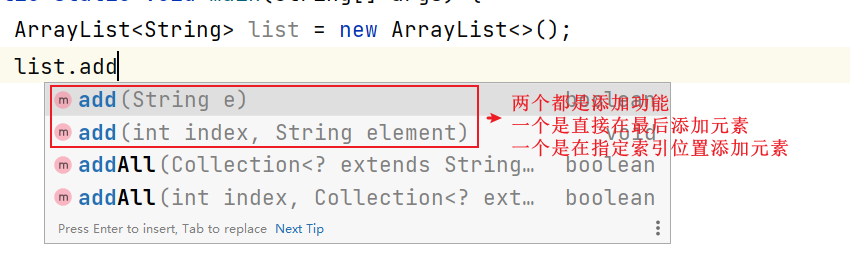 ArrayList<String> list = new ArrayList<>();
list.add
m add(String e) boolean
m add(int index, String element) void
m addAll(Collection<? extends String… boolean
m addAll(int index, Collection<? ext… boolean
Press Enter to insert, Tab to replace Next Tip
两个都是添加功能
一个是直接在最后添加元素
一个是在指定索引位置添加元素